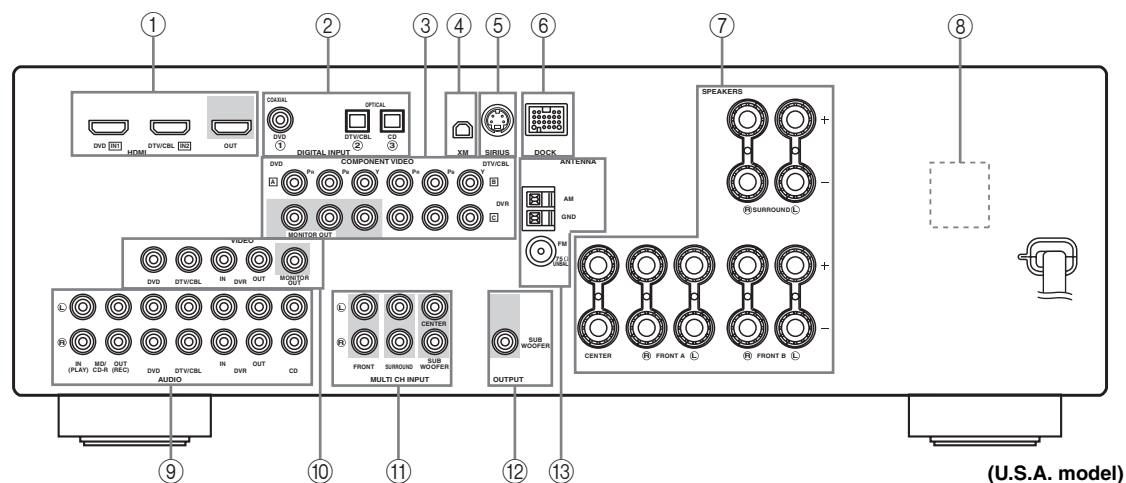 ① ② ③ ④ ⑤ ⑥ ⑦ ⑧
COAXIAL OPTICAL
DVD ① DTV/CBL ② CD ③
DIGITAL INPUT
DVD IN1 DTV/CBL IN2 OUT
HDMI
XM SIRIUS DOCK
SPEAKERS
+
–
Ⓡ SURROUND Ⓛ
COMPONENT VIDEO
DVD DTV/CBL
A PR PB Y PR PB Y B
DVR
C
MONITOR OUT
ANTENNA
AM
GND
FM
75Ω UNBAL.
VIDEO
DVD DTV/CBL IN DVR OUT MONITOR OUT
Ⓛ
Ⓡ
IN (PLAY) MD/CD-R OUT (REC) DVD DTV/CBL IN DVR OUT CD
AUDIO
Ⓛ
Ⓡ
CENTER
FRONT SURROUND SUB WOOFER
MULTI CH INPUT
SUB WOOFER
OUTPUT
+
–
CENTER Ⓡ FRONT A Ⓛ Ⓡ FRONT B Ⓛ
⑨ ⑩ ⑪ ⑫ ⑬
(U.S.A. model)